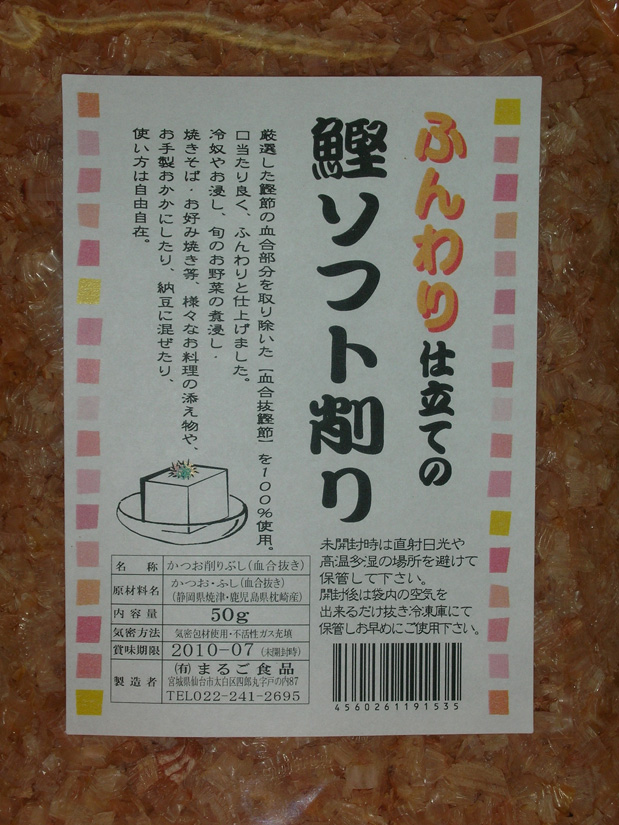 ふんわり仕立ての
鰹ソフト削り
厳選した鰹節の血合部分を取り除いた【血合抜鰹節】を100%使用。
口当たり良く、ふんわりと仕上げました。
冷奴やお浸し、旬のお野菜の煮浸し・
焼きそば・お好み焼き等、様々なお料理の添え物や、
お手製おかかにしたり、納豆に混ぜたり、
使い方は自由自在。
未開封時は直射日光や
高温多湿の場所を避けて
保管して下さい。
開封後は袋内の空気を
出来るだけ抜き冷凍庫にて
保管しお早めにご使用下さい。
名 称 かつお削りぶし(血合抜き)
原材料名 かつお・ふし(血合抜き)
(静岡県焼津・鹿児島県枕崎産)
内容量 50g
気密方法 気密包材使用・不活性ガス充填
賞味期限 2010-07(未開封時)
製造者 (有)まるご食品
宮城県仙台市太白区四郎丸字戸の内87
TEL022-241-2695
4560261191535